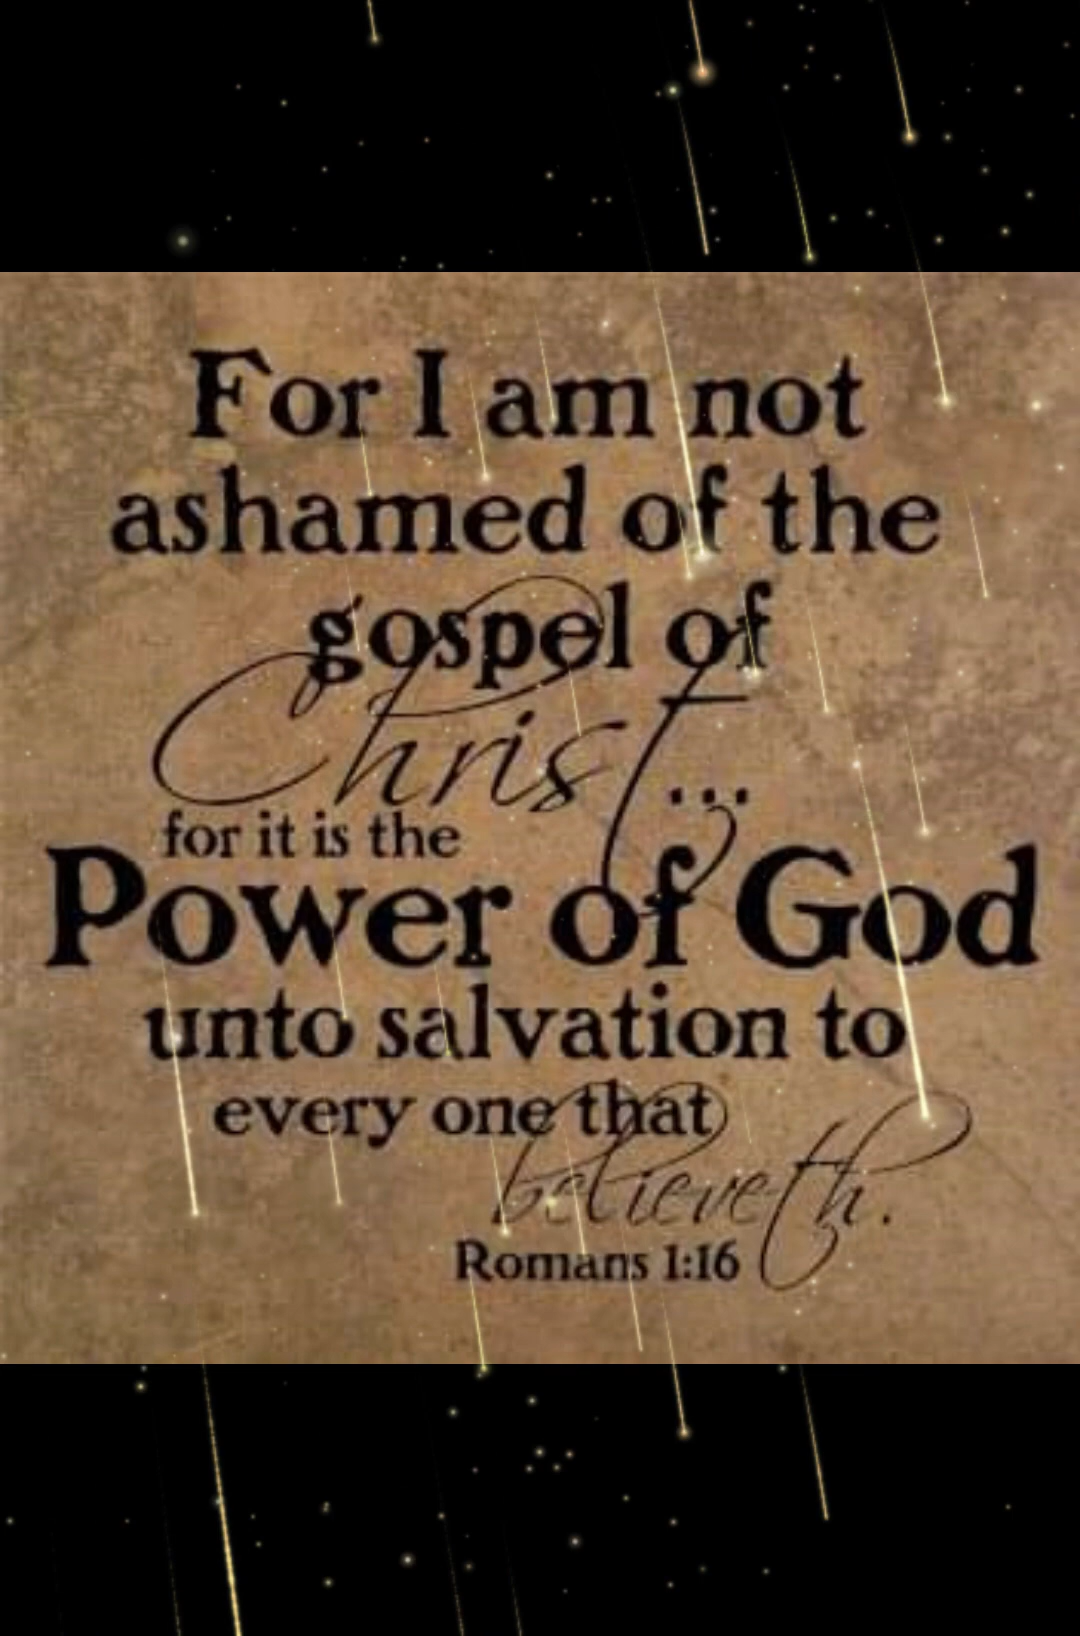 For I am not
ashamed of the
gospel of
Christ...
for it is the
Power of God
unto salvation to
every one that
believeth.
Romans 1:16